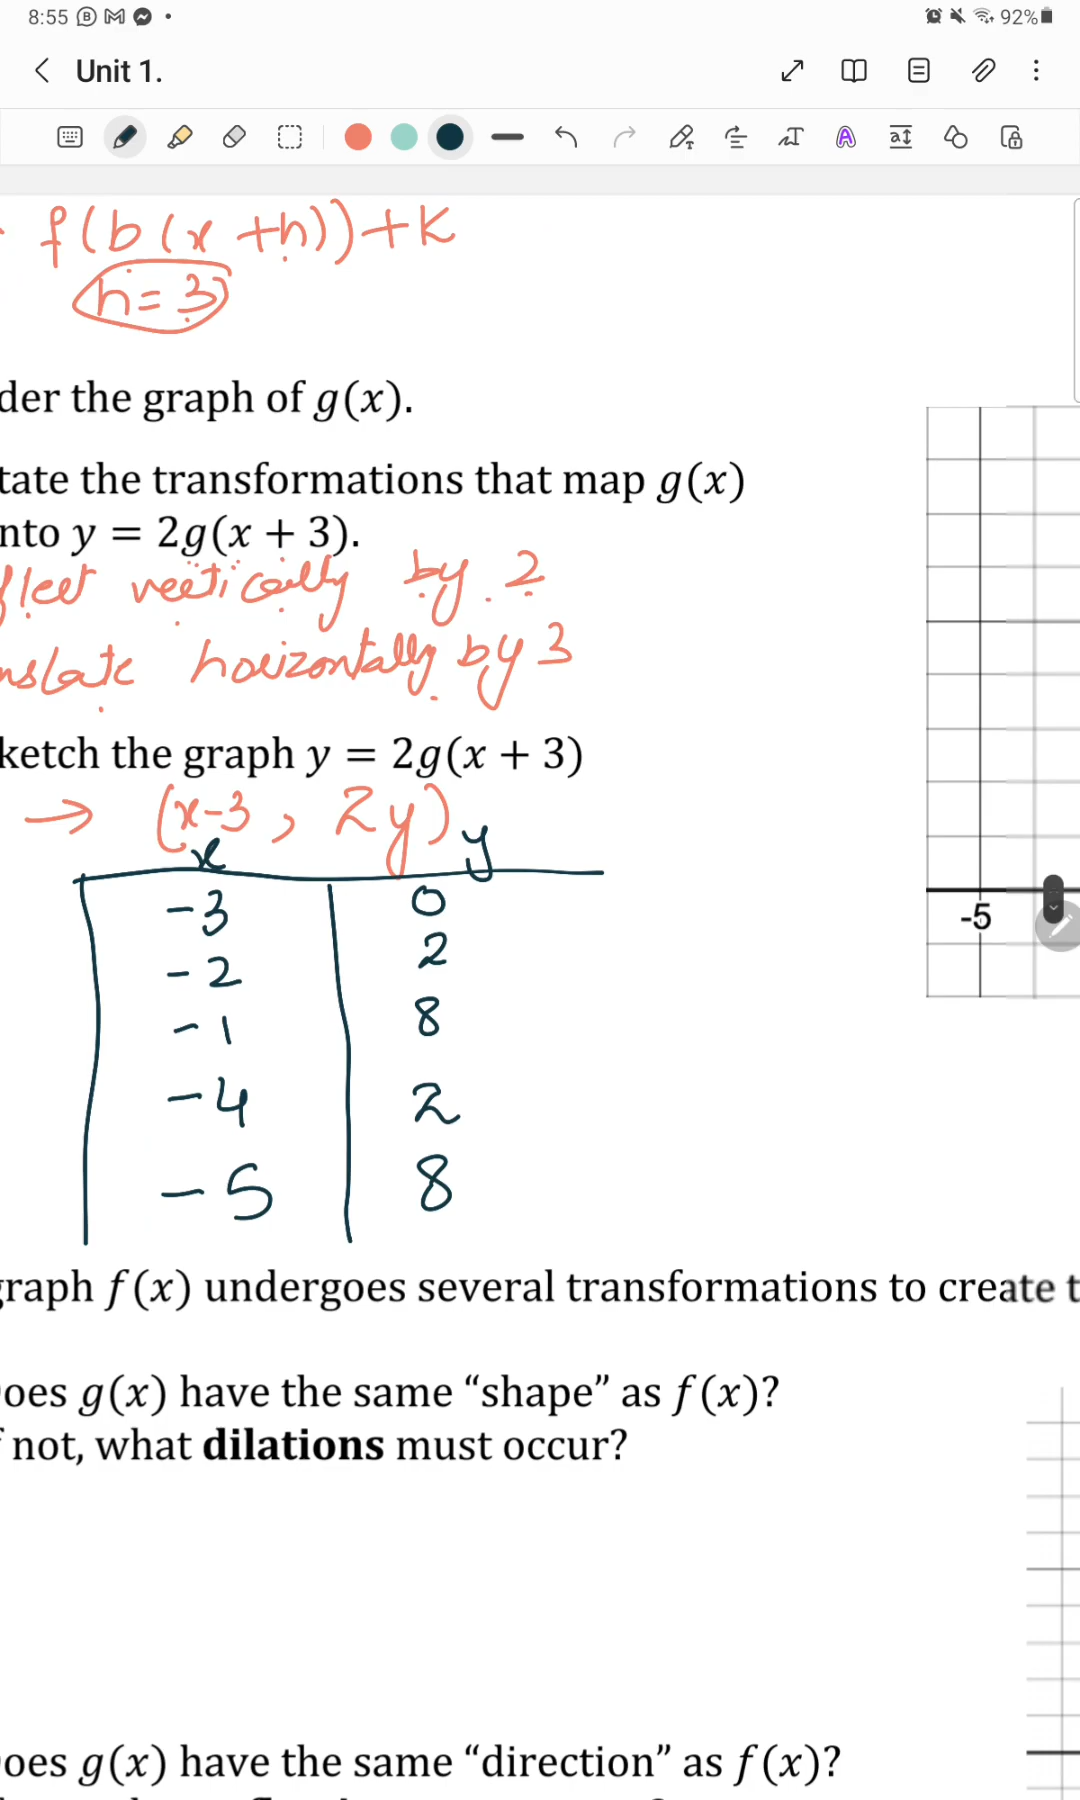 8:55
92%
Unit 1.
f(b(x+h))+k
h=3
der the graph of g(x).
tate the transformations that map g(x)
nto y = 2g(x + 3).
flect vertically by 2
nslate horizontally by 3
ketch the graph y = 2g(x + 3)
→ (x-3, 2y)
x y
-3 0
-2 2
-1 8
-4 2
-5 8
-5
raph f(x) undergoes several transformations to create t
oes g(x) have the same “shape” as f(x)?
not, what dilations must occur?
oes g(x) have the same “direction” as f(x)?